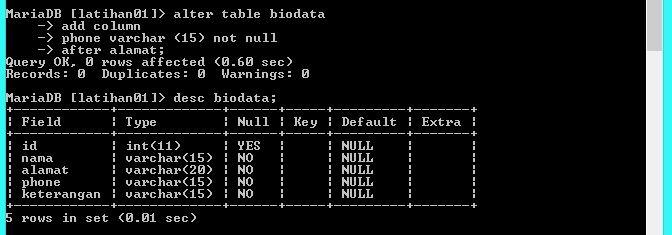 MariaDB [latihan01]> alter table biodata
    -> add column
    -> phone varchar (15) not null
    -> after alamat;
Query OK, 0 rows affected (0.60 sec)
Records: 0  Duplicates: 0  Warnings: 0

MariaDB [latihan01]> desc biodata;
+------------+-------------+------+-----+---------+-------+
| Field      | Type        | Null | Key | Default | Extra |
+------------+-------------+------+-----+---------+-------+
| id         | int(11)     | YES  |     | NULL    |       |
| nama       | varchar(15) | NO   |     | NULL    |       |
| alamat     | varchar(20) | NO   |     | NULL    |       |
| phone      | varchar(15) | NO   |     | NULL    |       |
| keterangan | varchar(15) | NO   |     | NULL    |       |
+------------+-------------+------+-----+---------+-------+
5 rows in set (0.01 sec)